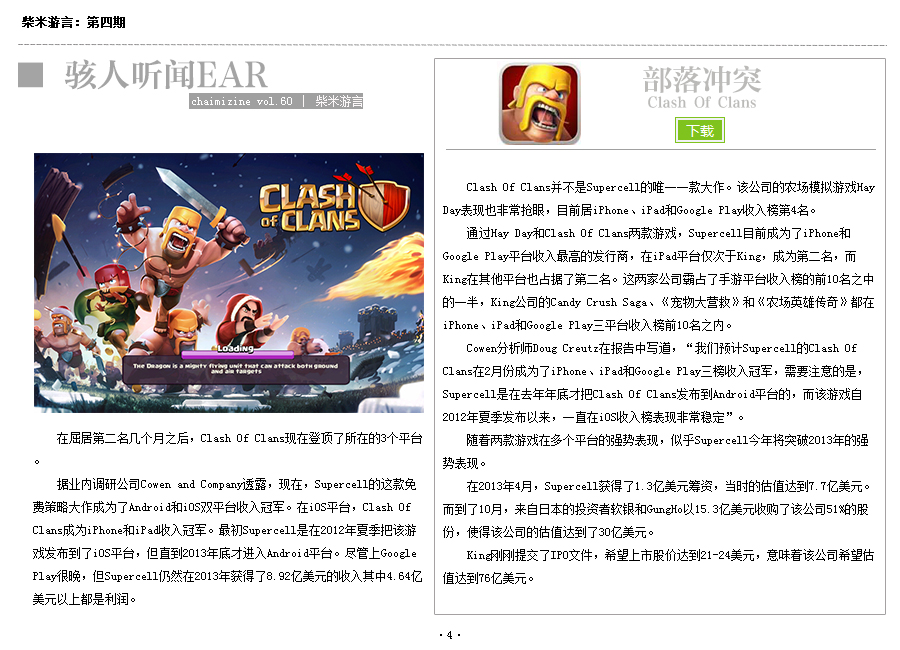 柴米游言：第四期
骇人听闻EAR
chaimizine vol.60 | 柴米游言
CLASH
OF
CLANS
Loading
The Dragon is a mighty flying unit that can attack both ground
and air targets
在屈居第二名几个月之后，Clash Of Clans现在登顶了所在的3个平台
。
据业内调研公司Cowen and Company透露，现在，Supercell的这款免
费策略大作成为了Android和iOS双平台收入冠军。在iOS平台，Clash Of
Clans成为iPhone和iPad收入冠军。最初Supercell是在2012年夏季把该游
戏发布到了iOS平台，但直到2013年底才进入Android平台。尽管上Google
Play很晚，但Supercell仍然在2013年获得了8.92亿美元的收入其中4.64亿
美元以上都是利润。
部落冲突
Clash Of Clans
下载
Clash Of Clans并不是Supercell的唯一一款大作。该公司的农场模拟游戏Hay
Day表现也非常抢眼，目前居iPhone、iPad和Google Play收入榜第4名。
通过Hay Day和Clash Of Clans两款游戏，Supercell目前成为了iPhone和
Google Play平台收入最高的发行商，在iPad平台仅次于King，成为第二名，而
King在其他平台也占据了第二名。这两家公司霸占了手游平台收入榜的前10名之中
的一半，King公司的Candy Crush Saga、《宠物大营救》和《农场英雄传奇》都在
iPhone、iPad和Google Play三平台收入榜前10名之内。
Cowen分析师Doug Creutz在报告中写道，“我们预计Supercell的Clash Of
Clans在2月份成为了iPhone、iPad和Google Play三榜收入冠军，需要注意的是，
Supercell是在去年年底才把Clash Of Clans发布到Android平台的，而该游戏自
2012年夏季发布以来，一直在iOS收入榜表现非常稳定”。
随着两款游戏在多个平台的强势表现，似乎Supercell今年将突破2013年的强
势表现。
在2013年4月，Supercell获得了1.3亿美元筹资，当时的估值达到7.7亿美元。
而到了10月，来自日本的投资者软银和GungHo以15.3亿美元收购了该公司51%的股
份，使得该公司的估值达到了30亿美元。
King刚刚提交了IPO文件，希望上市股价达到21-24美元，意味着该公司希望估
值达到76亿美元。
·4·